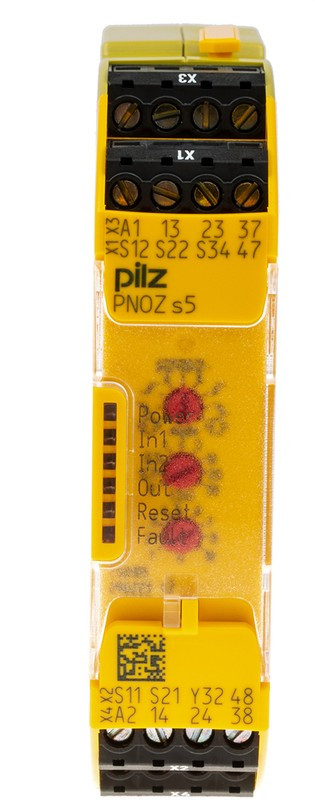 X3
X1
X3 A1 13 23 37
X1 S12 S22 S34 47
pilz
PNOZ s5
Power
In1
In2
Out
Reset
Fault
X2 S11 S21 Y32 48
X4 A2 14 24 38
X2
X4